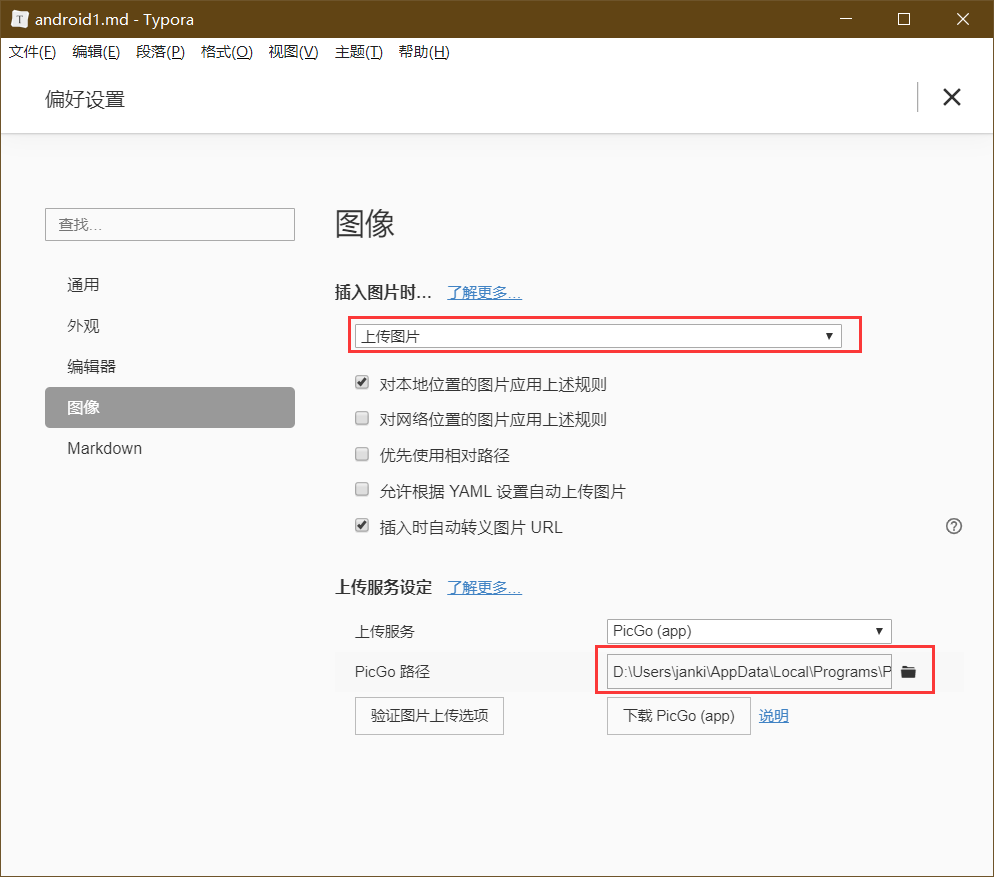 android1.md - Typora
文件(F) 编辑(E) 段落(P) 格式(O) 视图(V) 主题(T) 帮助(H)
偏好设置
查找...
通用
外观
编辑器
图像
Markdown
图像
插入图片时... 了解更多...
上传图片
对本地位置的图片应用上述规则
对网络位置的图片应用上述规则
优先使用相对路径
允许根据 YAML 设置自动上传图片
插入时自动转义图片 URL
上传服务设定 了解更多...
上传服务 PicGo (app)
PicGo 路径 D:\Users\janki\AppData\Local\Programs\P
验证图片上传选项 下载 PicGo (app) 说明